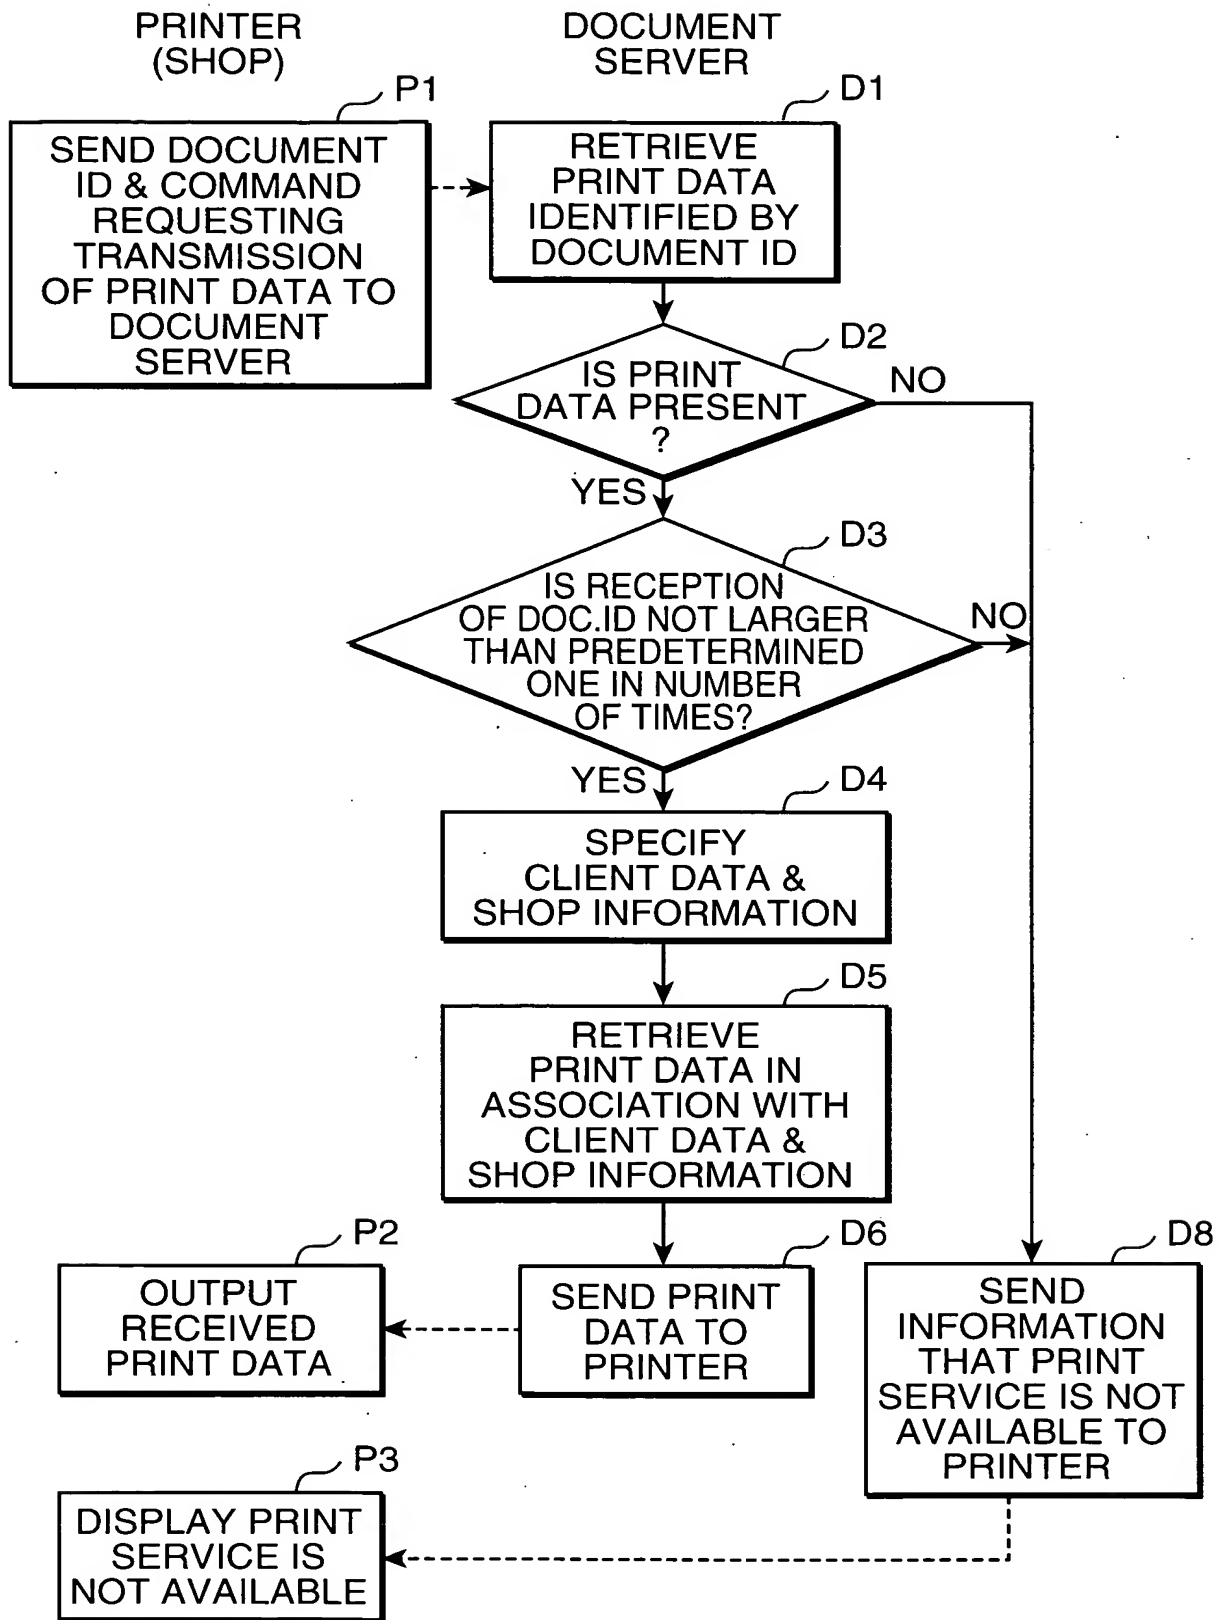 PRINTER
(SHOP)
DOCUMENT
SERVER
P1
SEND DOCUMENT
ID & COMMAND
REQUESTING
TRANSMISSION
OF PRINT DATA TO
DOCUMENT
SERVER
D1
RETRIEVE
PRINT DATA
IDENTIFIED BY
DOCUMENT ID
D2
IS PRINT
DATA PRESENT
?
NO
YES
D3
IS RECEPTION
OF DOC.ID NOT LARGER
THAN PREDETERMINED
ONE IN NUMBER
OF TIMES?
NO
YES
D4
SPECIFY
CLIENT DATA &
SHOP INFORMATION
D5
RETRIEVE
PRINT DATA IN
ASSOCIATION WITH
CLIENT DATA &
SHOP INFORMATION
P2
OUTPUT
RECEIVED
PRINT DATA
D6
SEND PRINT
DATA TO
PRINTER
D8
SEND
INFORMATION
THAT PRINT
SERVICE IS NOT
AVAILABLE TO
PRINTER
P3
DISPLAY PRINT
SERVICE IS
NOT AVAILABLE